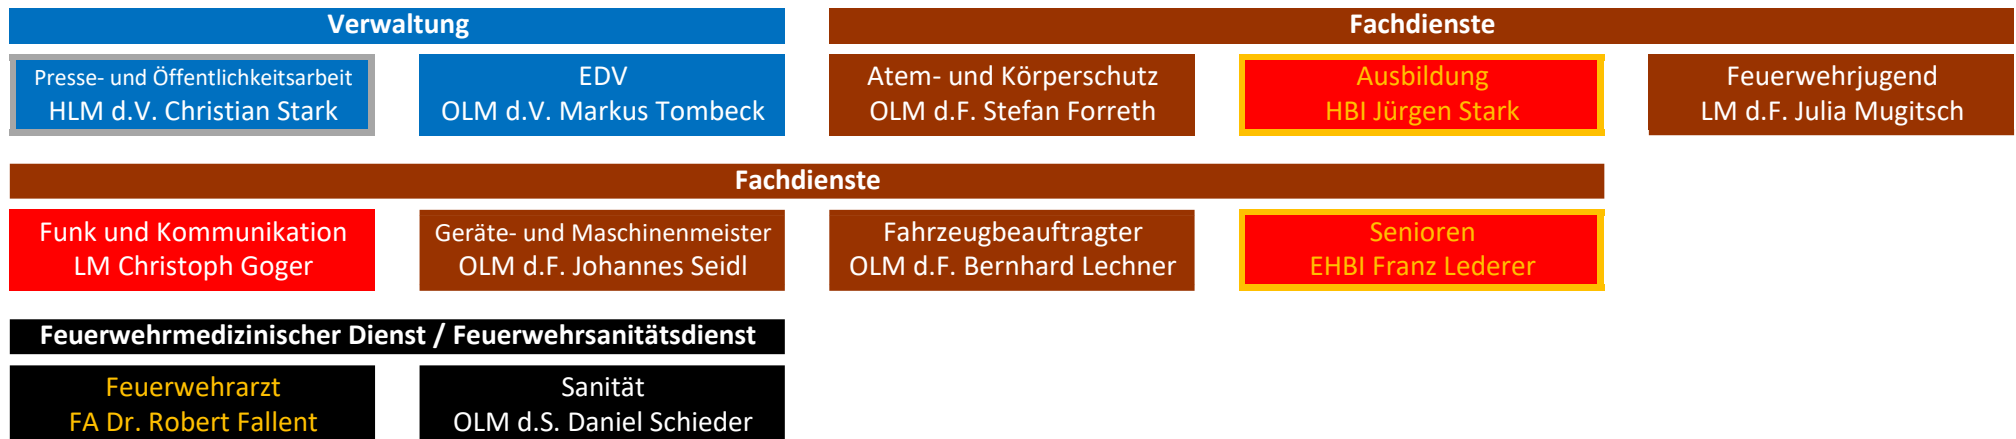 Verwaltung
Presse- und Öffentlichkeitsarbeit
HLM d.V. Christian Stark
EDV
OLM d.V. Markus Tombeck
Fachdienste
Atem- und Körperschutz
OLM d.F. Stefan Forreth
Ausbildung
HBI Jürgen Stark
Feuerwehrjugend
LM d.F. Julia Mugitsch
Fachdienste
Funk und Kommunikation
LM Christoph Goger
Geräte- und Maschinenmeister
OLM d.F. Johannes Seidl
Fahrzeugbeauftragter
OLM d.F. Bernhard Lechner
Senioren
EHBI Franz Lederer
Feuerwehrmedizinischer Dienst / Feuerwehrsanitätsdienst
Feuerwehrarzt
FA Dr. Robert Fallent
Sanität
OLM d.S. Daniel Schieder